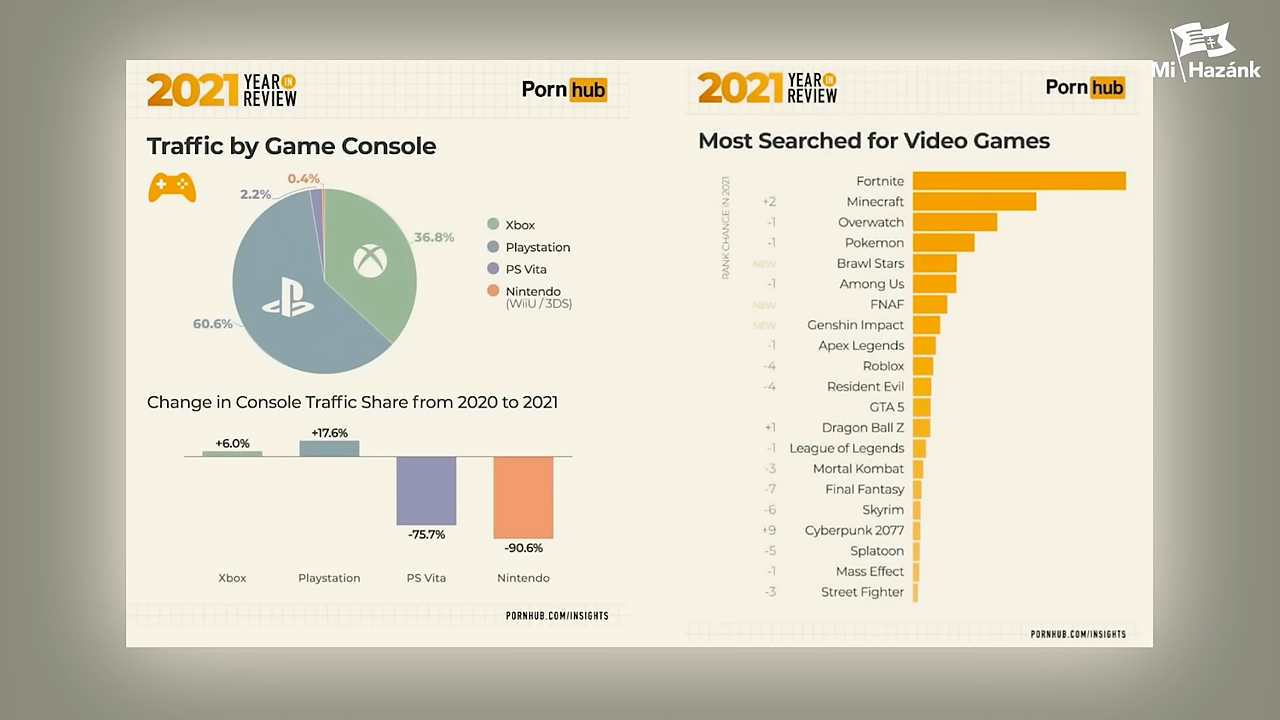 Mi Hazánk
2021 YEAR IN REVIEW
Pornhub
Traffic by Game Console
0.4%
2.2%
36.8%
60.6%
Xbox
Playstation
PS Vita
Nintendo
(WiiU / 3DS)
Change in Console Traffic Share from 2020 to 2021
+6.0%
+17.6%
-75.7%
-90.6%
Xbox
Playstation
PS Vita
Nintendo
PORNHUB.COM/INSIGHTS
2021 YEAR IN REVIEW
Pornhub
Most Searched for Video Games
RANK CHANGE IN 2021
Fortnite
+2 Minecraft
-1 Overwatch
-1 Pokemon
NEW Brawl Stars
-1 Among Us
NEW FNAF
NEW Genshin Impact
-1 Apex Legends
-4 Roblox
-4 Resident Evil
GTA 5
+1 Dragon Ball Z
-1 League of Legends
-3 Mortal Kombat
-7 Final Fantasy
-6 Skyrim
+9 Cyberpunk 2077
-5 Splatoon
-1 Mass Effect
-3 Street Fighter
PORNHUB.COM/INSIGHTS